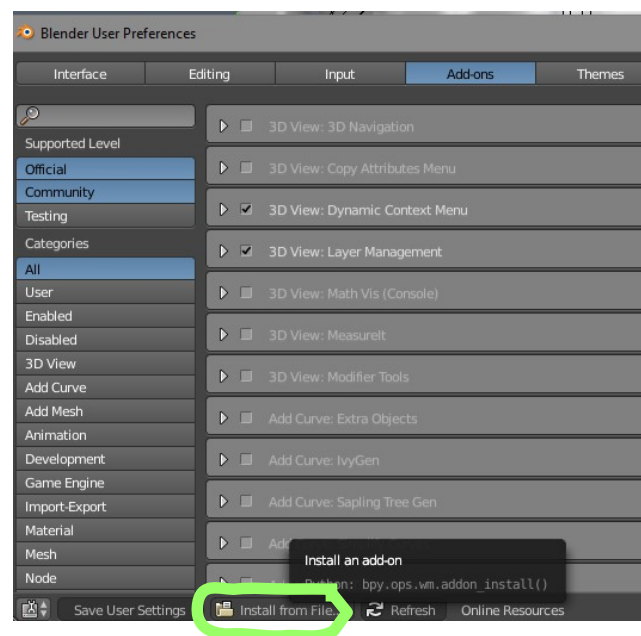 Blender User Preferences
Interface Editing Input Add-ons Themes
Supported Level
Official
Community
Testing
Categories
All
User
Enabled
Disabled
3D View
Add Curve
Add Mesh
Animation
Development
Game Engine
Import-Export
Material
Mesh
Node
3D View: 3D Navigation
3D View: Copy Attributes Menu
3D View: Dynamic Context Menu
3D View: Layer Management
3D View: Math Vis (Console)
3D View: MeasureIt
3D View: Modifier Tools
Add Curve: Extra Objects
Add Curve: IvyGen
Add Curve: Sapling Tree Gen
Install an add-on
Python: bpy.ops.wm.addon_install()
Save User Settings Install from File... Refresh Online Resources